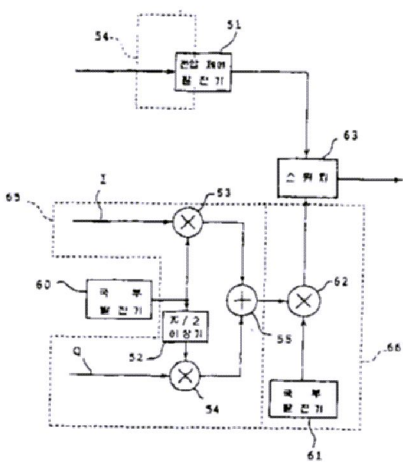 54
51
전압 제어
발 진 기
63
스 위 치
65
I
53
국 부
발 진 기
60
π/2
이상기
52
55
62
66
Q
54
국 부
발 진 기
61